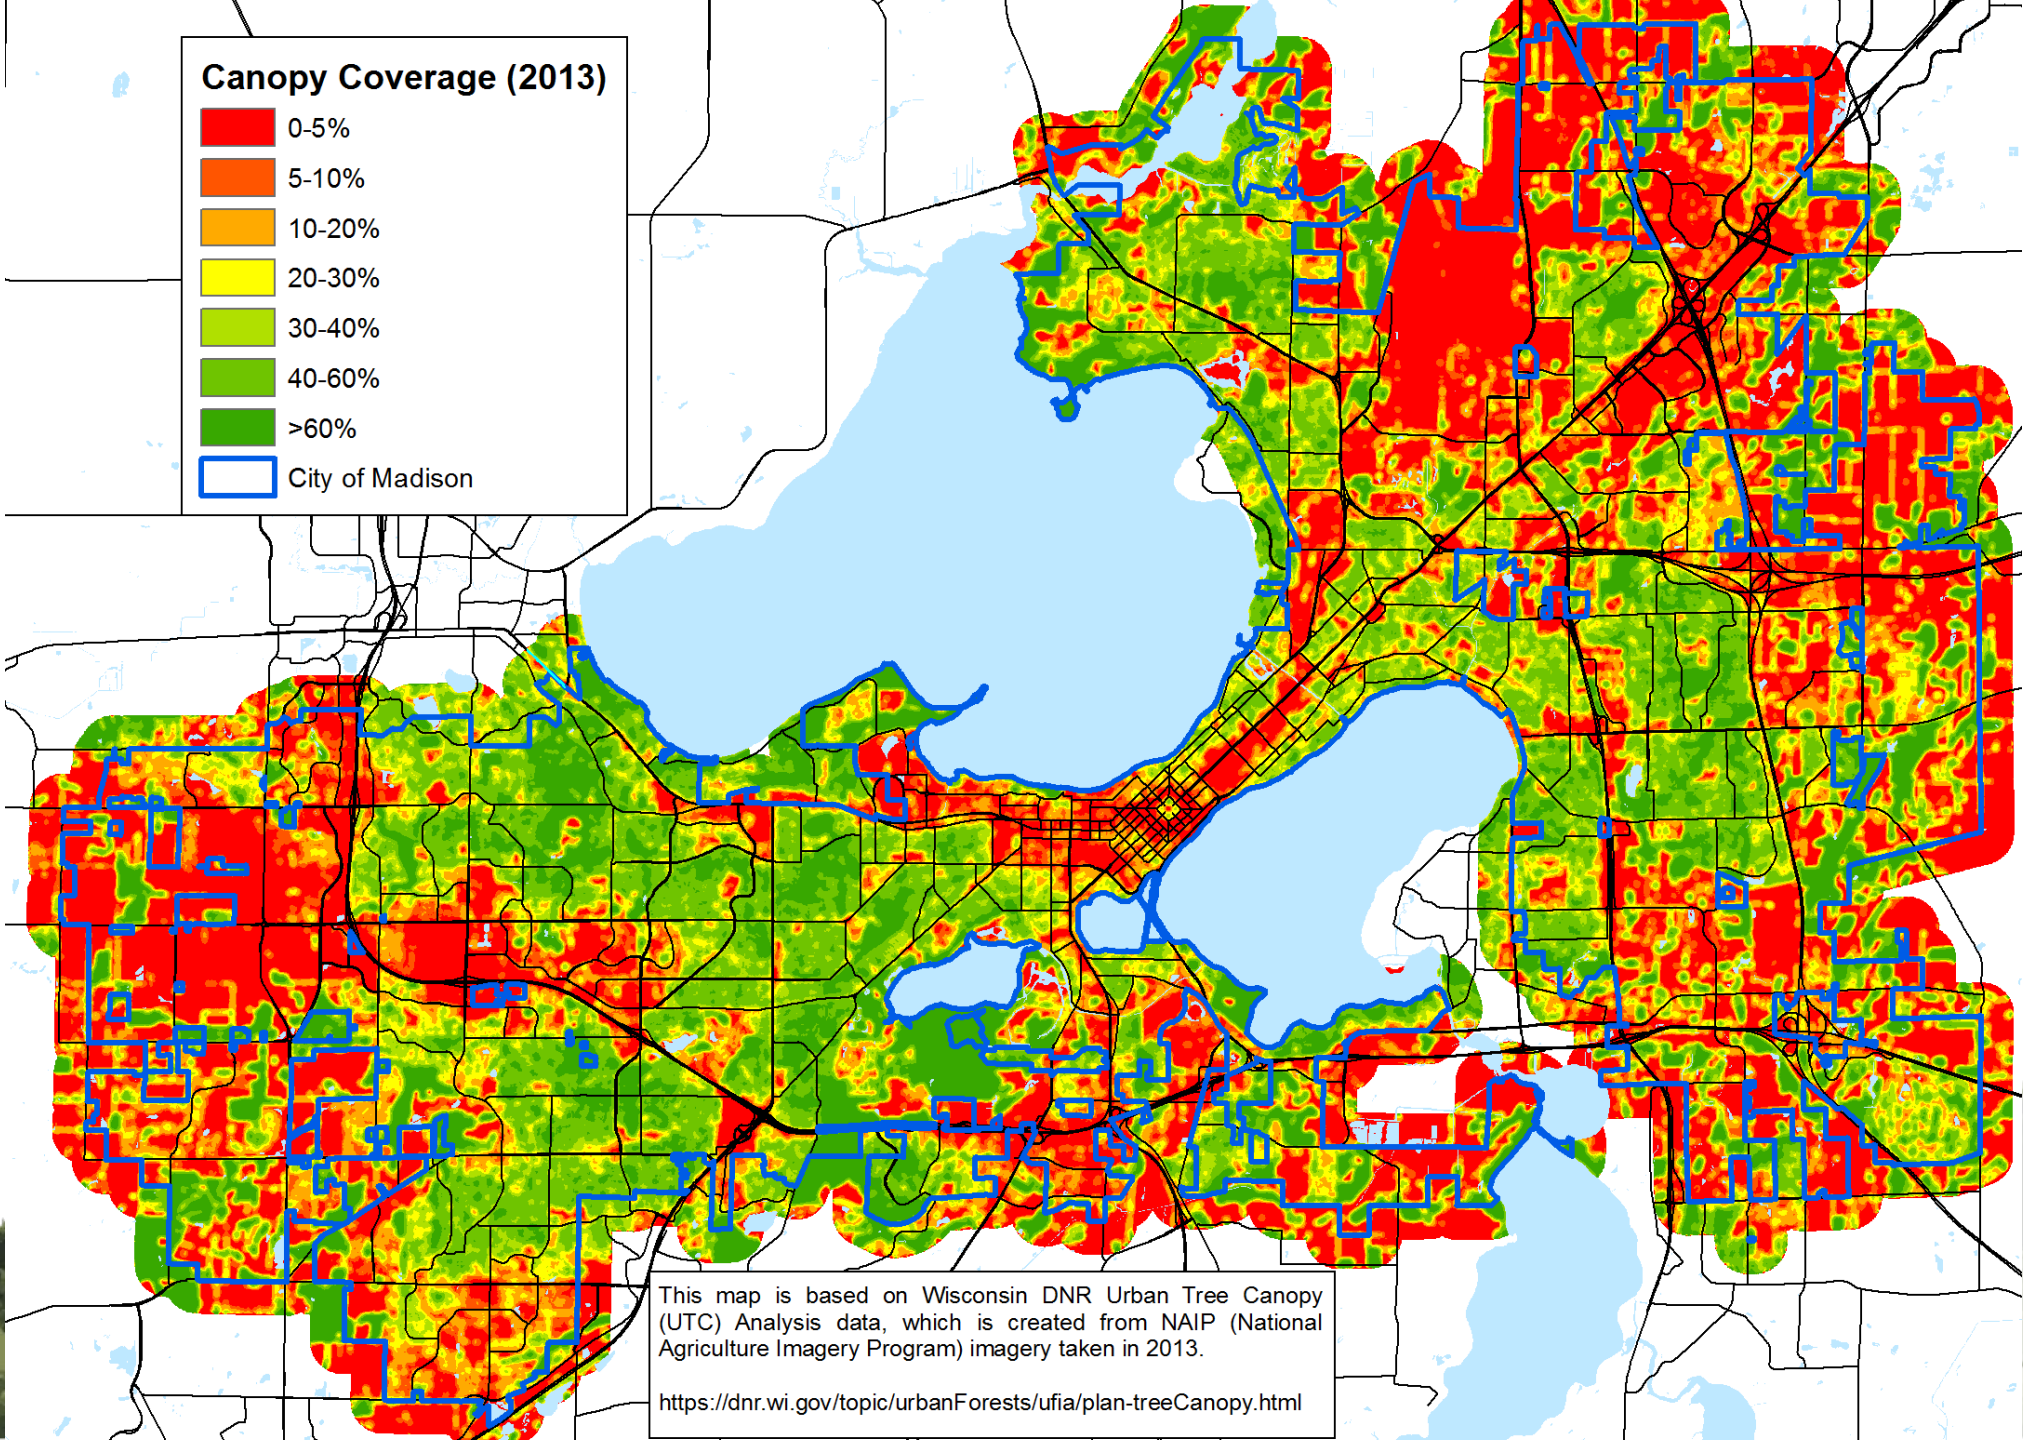 Canopy Coverage (2013)
0-5%
5-10%
10-20%
20-30%
30-40%
40-60%
>60%
City of Madison
This map is based on Wisconsin DNR Urban Tree Canopy
(UTC) Analysis data, which is created from NAIP (National
Agriculture Imagery Program) imagery taken in 2013.
https://dnr.wi.gov/topic/urbanForests/ufia/plan-treeCanopy.html